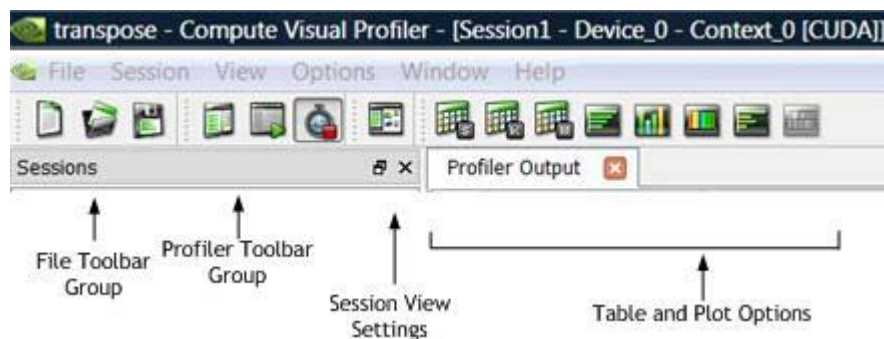 transpose - Compute Visual Profiler - [Session1 - Device_0 - Context_0 [CUDA]]
File Session View Options Window Help
Sessions
Profiler Output
File Toolbar
Group
Profiler Toolbar
Group
Session View
Settings
Table and Plot Options